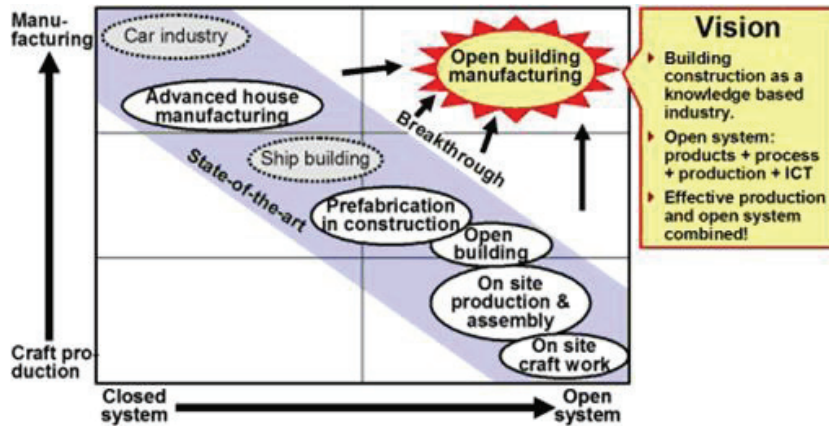 Manu-
facturing
Car industry
Advanced house
manufacturing
Ship building
State-of-the-art
Prefabrication
in construction
Open
building
On site
production &
assembly
On site
craft work
Open building
manufacturing
Breakthrough
Craft pro-
duction
Closed
system
Open
system
Vision
Building
construction as a
knowledge based
industry.
Open system:
products + process
+ production + ICT
Effective production
and open system
combined!